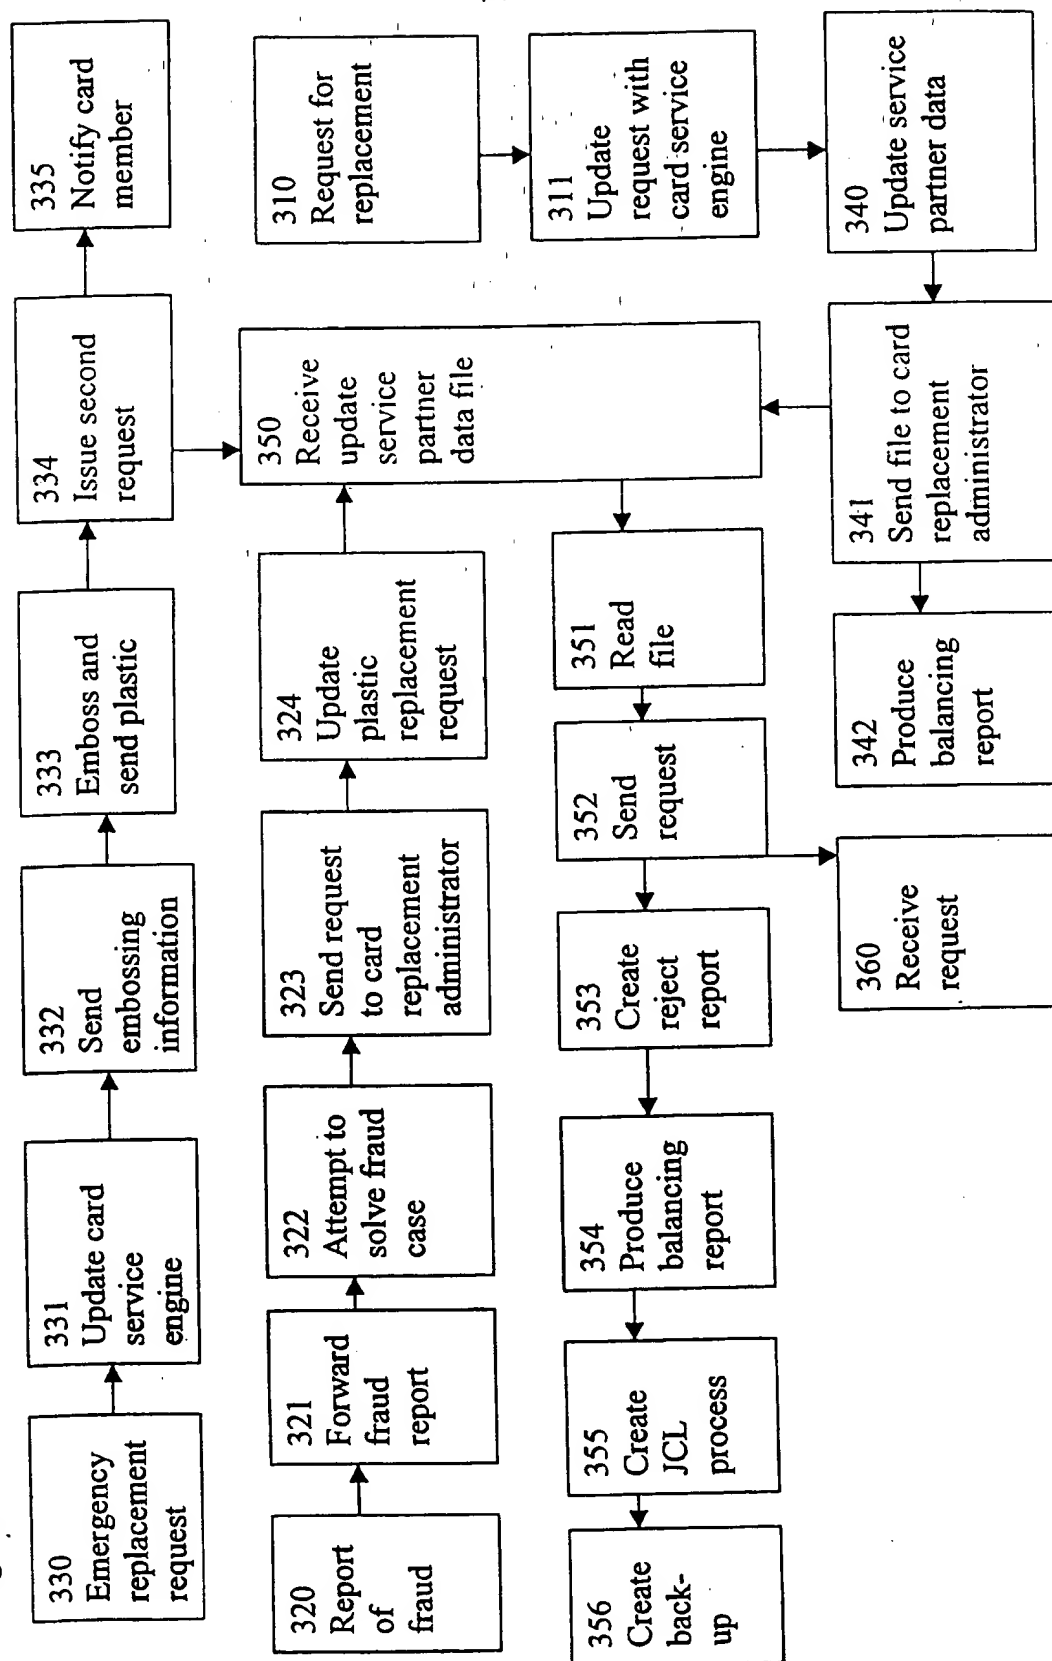 330
Emergency
replacement
request
331
Update card
service
engine
332
Send
embossing
information
333
Emboss and
send plastic
334
Issue second
request
335
Notify card
member
320
Report
of
fraud
321
Forward
fraud
report
322
Attempt to
solve fraud
case
323
Send request
to card
replacement
administrator
324
Update
plastic
replacement
request
350
Receive
update
service
partner
data file
310
Request for
replacement
356
Create
back-
up
355
Create
JCL
process
354
Produce
balancing
report
353
Create
reject
report
352
Send
request
351
Read
file
311
Update
request with
card service
engine
360
Receive
request
342
Produce
balancing
report
341
Send file to card
replacement
administrator
340
Update service
partner data